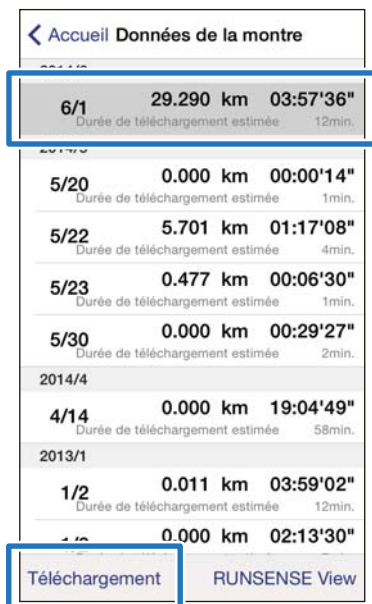 Accueil Données de la montre
6/1 29.290 km 03:57'36"
Durée de téléchargement estimée 12min.
5/20 0.000 km 00:00'14"
Durée de téléchargement estimée 1min.
5/22 5.701 km 01:17'08"
Durée de téléchargement estimée 4min.
5/23 0.477 km 00:06'30"
Durée de téléchargement estimée 1min.
5/30 0.000 km 00:29'27"
Durée de téléchargement estimée 2min.
2014/4
4/14 0.000 km 19:04'49"
Durée de téléchargement estimée 58min.
2013/1
1/2 0.011 km 03:59'02"
Durée de téléchargement estimée 12min.
0.000 km 02:13'30"
Téléchargement RUNSENSE View